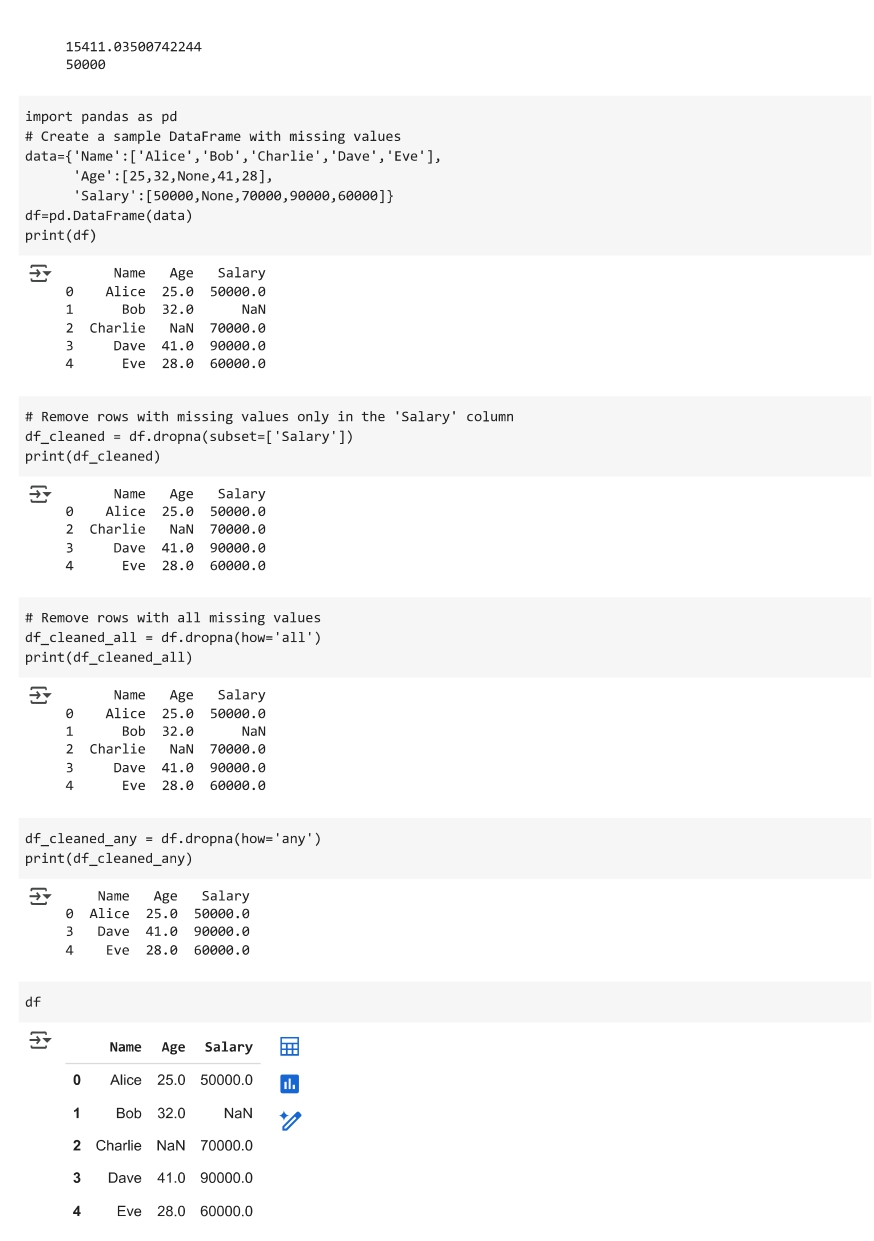 15411.03500742244
50000
import pandas as pd
# Create a sample DataFrame with missing values
data={'Name':['Alice','Bob','Charlie','Dave','Eve'],
'Age':[25,32,None,41,28],
'Salary':[50000,None,70000,90000,60000]}
df=pd.DataFrame(data)
print(df)
Name Age Salary
0 Alice 25.0 50000.0
1 Bob 32.0 NaN
2 Charlie NaN 70000.0
3 Dave 41.0 90000.0
4 Eve 28.0 60000.0
# Remove rows with missing values only in the 'Salary' column
df_cleaned = df.dropna(subset=['Salary'])
print(df_cleaned)
Name Age Salary
0 Alice 25.0 50000.0
2 Charlie NaN 70000.0
3 Dave 41.0 90000.0
4 Eve 28.0 60000.0
# Remove rows with all missing values
df_cleaned_all = df.dropna(how='all')
print(df_cleaned_all)
Name Age Salary
0 Alice 25.0 50000.0
1 Bob 32.0 NaN
2 Charlie NaN 70000.0
3 Dave 41.0 90000.0
4 Eve 28.0 60000.0
df_cleaned_any = df.dropna(how='any')
print(df_cleaned_any)
Name Age Salary
0 Alice 25.0 50000.0
3 Dave 41.0 90000.0
4 Eve 28.0 60000.0
df
Name Age Salary
0 Alice 25.0 50000.0
1 Bob 32.0 NaN
2 Charlie NaN 70000.0
3 Dave 41.0 90000.0
4 Eve 28.0 60000.0